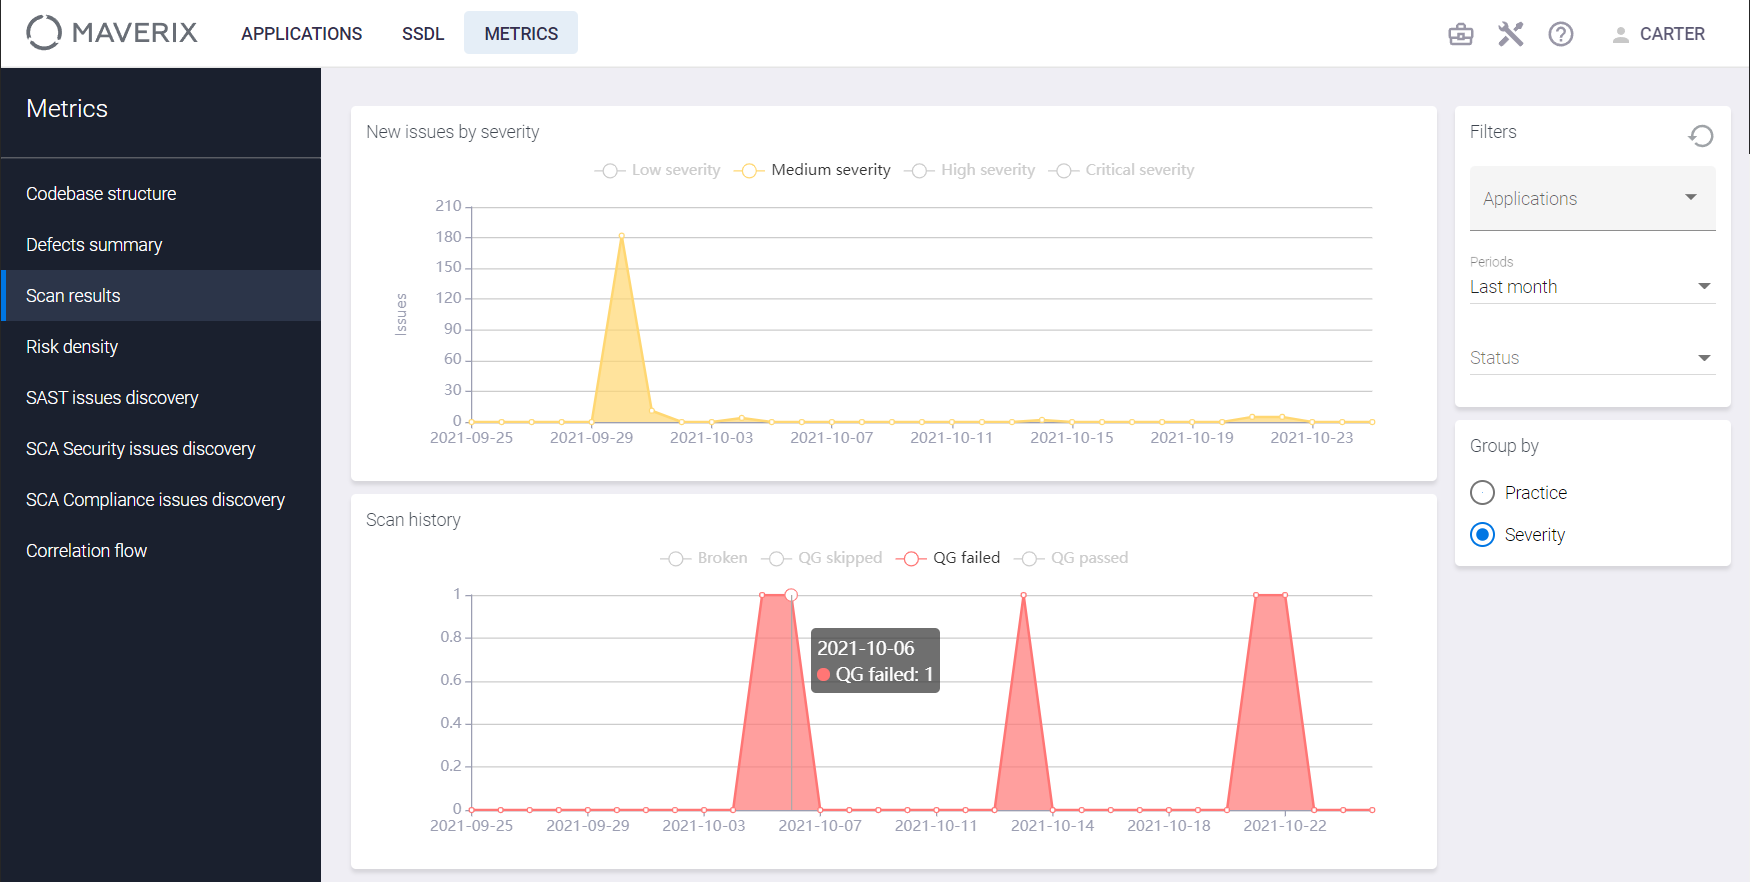 MAVERIX APPLICATIONS SSDL METRICS CARTER
Metrics
Codebase structure
Defects summary
Scan results
Risk density
SAST issues discovery
SCA Security issues discovery
SCA Compliance issues discovery
Correlation flow
New issues by severity
Low severity Medium severity High severity Critical severity
Issues
210
180
150
120
90
60
30
0
2021-09-25 2021-09-29 2021-10-03 2021-10-07 2021-10-11 2021-10-15 2021-10-19 2021-10-23
Scan history
Broken QG skipped QG failed QG passed
1
0.8
0.6
0.4
0.2
0
2021-10-06
QG failed: 1
2021-09-25 2021-09-29 2021-10-03 2021-10-07 2021-10-11 2021-10-14 2021-10-18 2021-10-22
Filters
Applications
Periods
Last month
Status
Group by
Practice
Severity